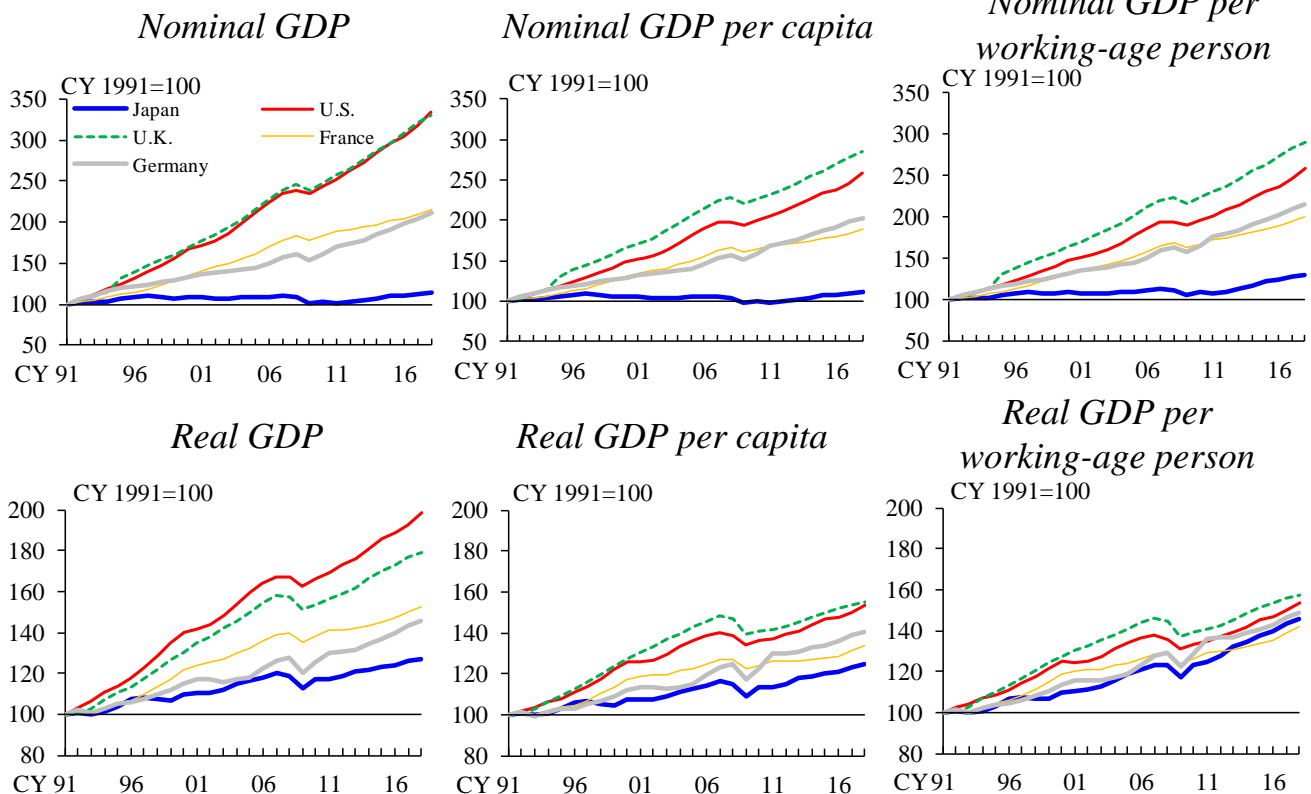 Nominal GDP
Nominal GDP per capita
Nominal GDP per
working-age person
CY 1991=100
350
300
250
200
150
100
50
Japan
U.S.
U.K.
France
Germany
CY 91 96 01 06 11 16
CY 1991=100
350
300
250
200
150
100
50
CY 91 96 01 06 11 16
CY 1991=100
350
300
250
200
150
100
50
CY 91 96 01 06 11 16
Real GDP
Real GDP per capita
Real GDP per
working-age person
CY 1991=100
200
180
160
140
120
100
80
CY 91 96 01 06 11 16
CY 1991=100
200
180
160
140
120
100
80
CY 91 96 01 06 11 16
CY 1991=100
200
180
160
140
120
100
80
CY 91 96 01 06 11 16